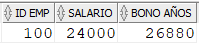 ID EMP SALARIO BONO AÑOS
100 24000 26880